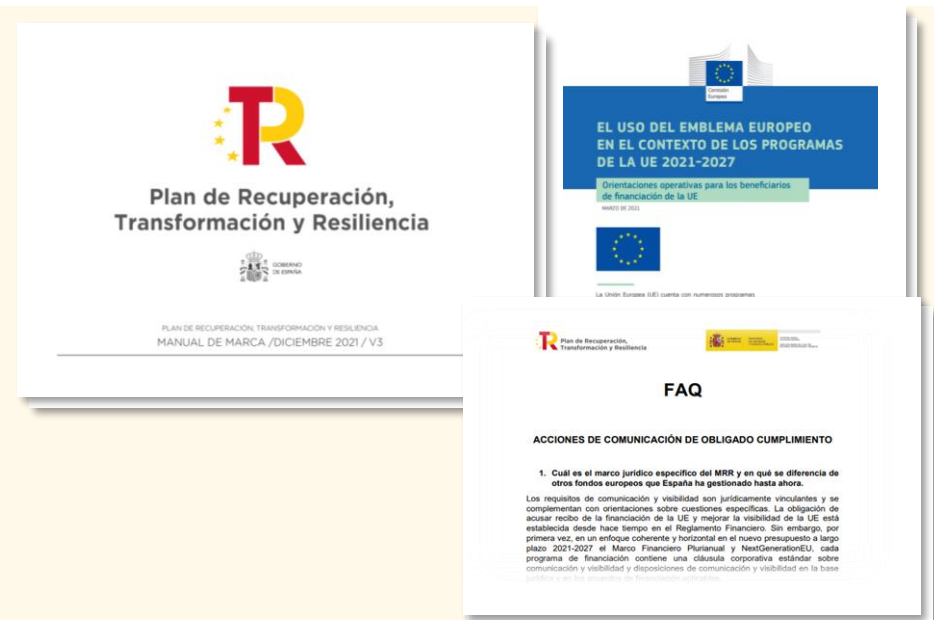 TR
Plan de Recuperación,
Transformación y Resiliencia
GOBIERNO
DE ESPAÑA
PLAN DE RECUPERACIÓN, TRANSFORMACIÓN Y RESILIENCIA
MANUAL DE MARCA /DICIEMBRE 2021 / V3
Comisión
Europea
EL USO DEL EMBLEMA EUROPEO
EN EL CONTEXTO DE LOS PROGRAMAS
DE LA UE 2021-2027
Orientaciones operativas para los beneficiarios
de financiación de la UE
MARZO DE 2021
La Unión Europea (UE) cuenta con numerosos programas
TR
Plan de Recuperación,
Transformación y Resiliencia
FAQ
ACCIONES DE COMUNICACIÓN DE OBLIGADO CUMPLIMIENTO
1. Cuál es el marco jurídico específico del MRR y en qué se diferencia de
otros fondos europeos que España ha gestionado hasta ahora.
Los requisitos de comunicación y visibilidad son jurídicamente vinculantes y se
complementan con orientaciones sobre cuestiones específicas. La obligación de
acusar recibo de la financiación de la UE y mejorar la visibilidad de la UE está
establecida desde hace tiempo en el Reglamento Financiero. Sin embargo, por
primera vez, en un enfoque coherente y horizontal en el nuevo presupuesto a largo
plazo 2021-2027 el Marco Financiero Plurianual y NextGenerationEU, cada
programa de financiación contiene una cláusula corporativa estándar sobre
comunicación y visibilidad y disposiciones de comunicación y visibilidad en la base
jurídica y en los acuerdos de financiación aplicables.